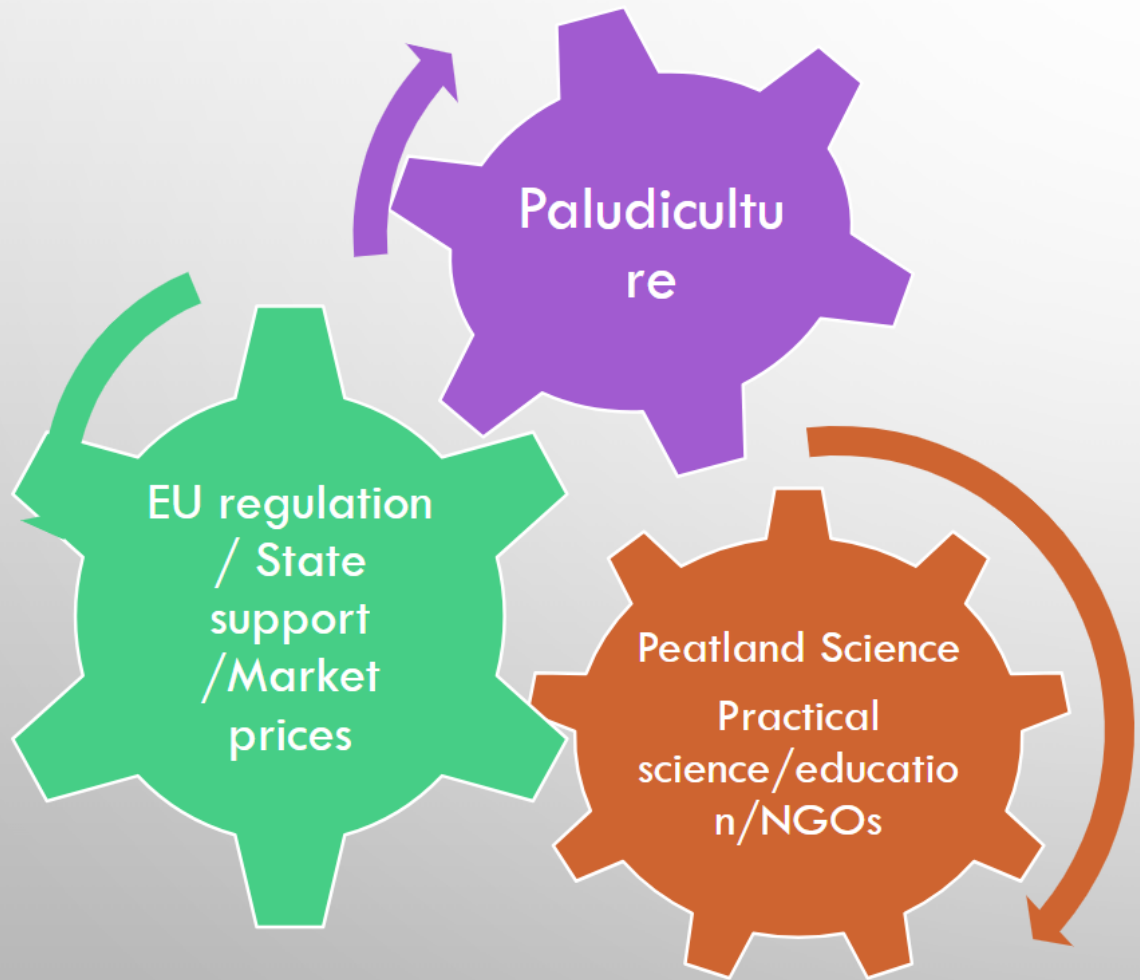 Paludicultu
re
EU regulation
/ State
support
/Market
prices
Peatland Science
Practical
science/educatio
n/NGOs